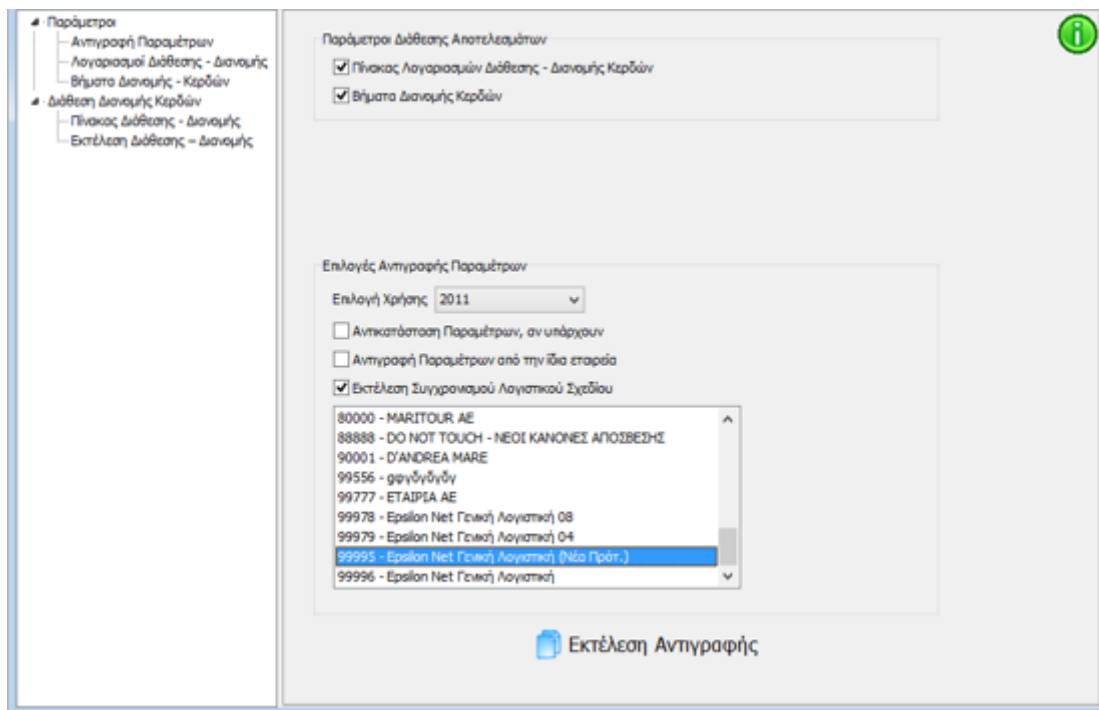 Παράμετροι
Αντιγραφή Παραμέτρων
Λογαριασμοί Διάθεσης - Διανομής
Βήματα Διανομής - Κερδών
Διάθεση Διανομής Κερδών
Πίνακας Διάθεσης - Διανομής
Εκτέλεση Διάθεσης – Διανομής
Παράμετροι Διάθεσης Αποτελεσμάτων
Πίνακας Λογαριασμών Διάθεσης - Διανομής Κερδών
Βήματα Διανομής Κερδών
Επιλογές Αντιγραφής Παραμέτρων
Επιλογή Χρήσης 2011
Αντικατάσταση Παραμέτρων, αν υπάρχουν
Αντιγραφή Παραμέτρων από την ίδια εταιρεία
Εκτέλεση Συγχρονισμού Λογιστικού Σχεδίου
80000 - MARITOUR AE
88888 - DO NOT TOUCH - ΝΕΟΙ ΚΑΝΟΝΕΣ ΑΠΟΣΒΕΣΗΣ
90001 - D'ANDREA MARE
99556 - φφγδγδγδγ
99777 - ΕΤΑΙΡΙΑ ΑΕ
99978 - Epsilon Net Γενική Λογιστική 08
99979 - Epsilon Net Γενική Λογιστική 04
99995 - Epsilon Net Γενική Λογιστική (Νέα Πρότ.)
99996 - Epsilon Net Γενική Λογιστική
Εκτέλεση Αντιγραφής